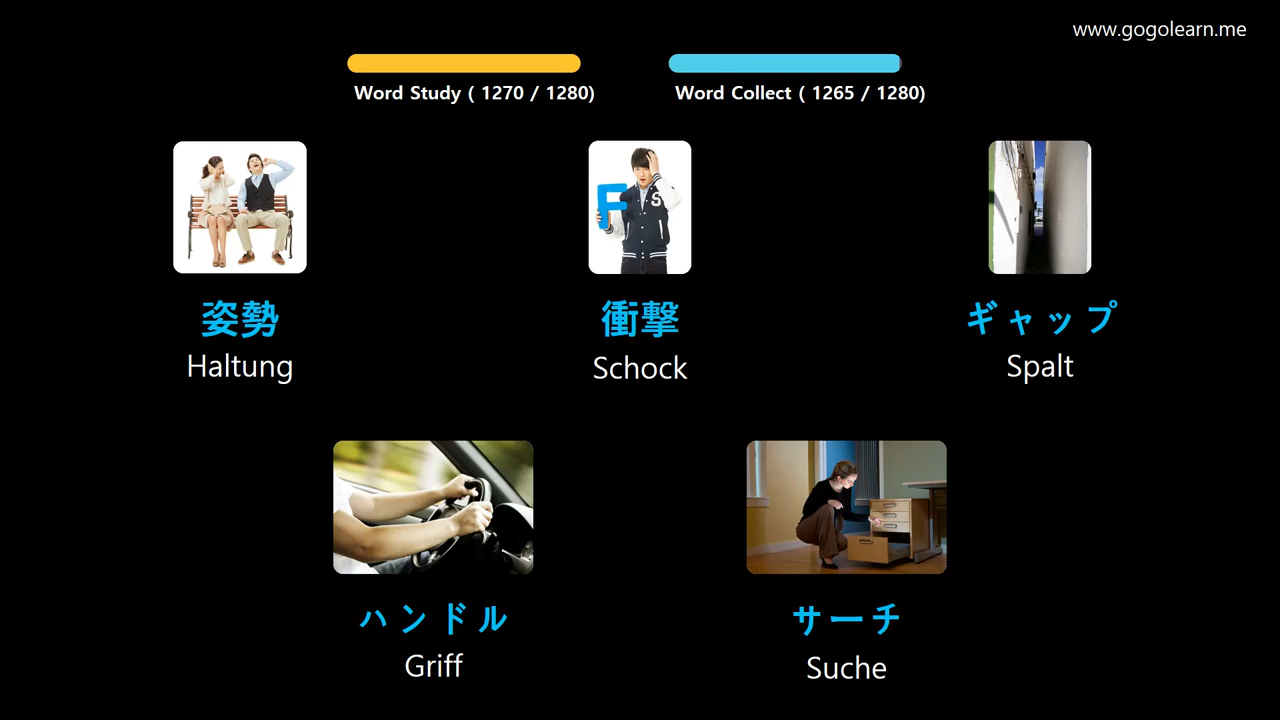 www.gogolearn.me
Word Study ( 1270 / 1280)
Word Collect ( 1265 / 1280)
F
S
姿勢
衝撃
ギャップ
Haltung
Schock
Spalt
ハンドル
サーチ
Griff
Suche